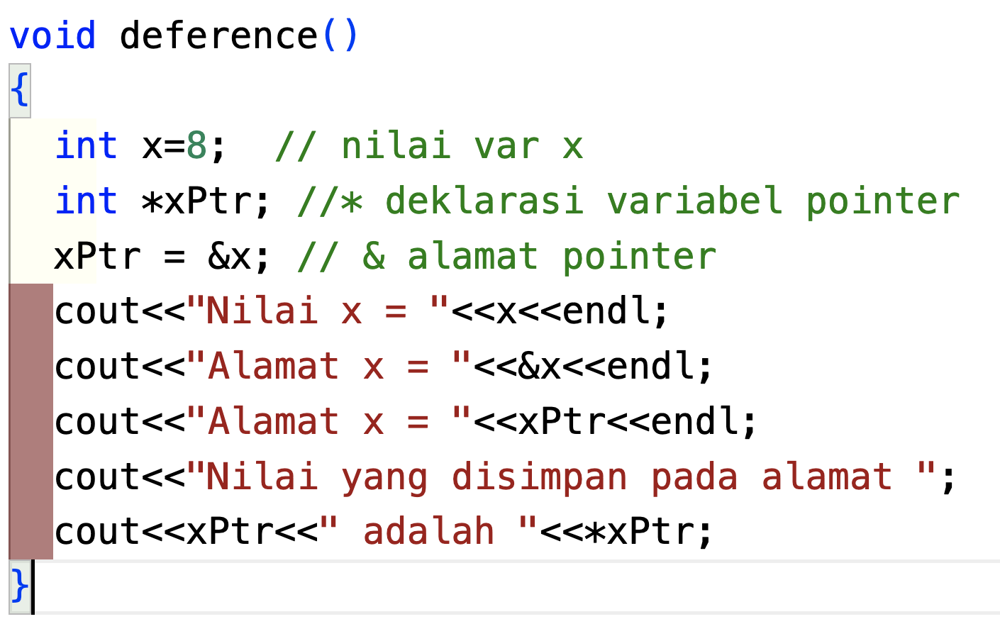 void deference()
{
int x=8;  // nilai var x
int *xPtr; //* deklarasi variabel pointer
xPtr = &x; // & alamat pointer
cout<<"Nilai x = "<<x<<endl;
cout<<"Alamat x = "<<&x<<endl;
cout<<"Alamat x = "<<xPtr<<endl;
cout<<"Nilai yang disimpan pada alamat ";
cout<<xPtr<<" adalah "<<*xPtr;
}